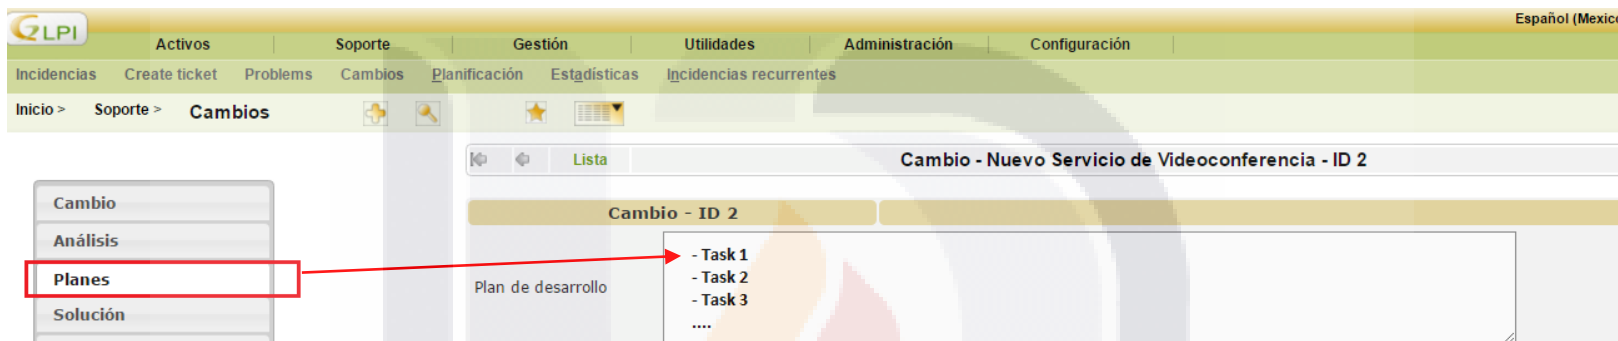 GLPI
Español (Mexico
Activos Soporte Gestión Utilidades Administración Configuración
Incidencias Create ticket Problems Cambios Planificación Estadísticas Incidencias recurrentes
Inicio > Soporte > Cambios
Lista Cambio - Nuevo Servicio de Videoconferencia - ID 2
Cambio
Análisis
Planes
Solución
Cambio - ID 2
Plan de desarrollo
- Task 1
- Task 2
- Task 3
....